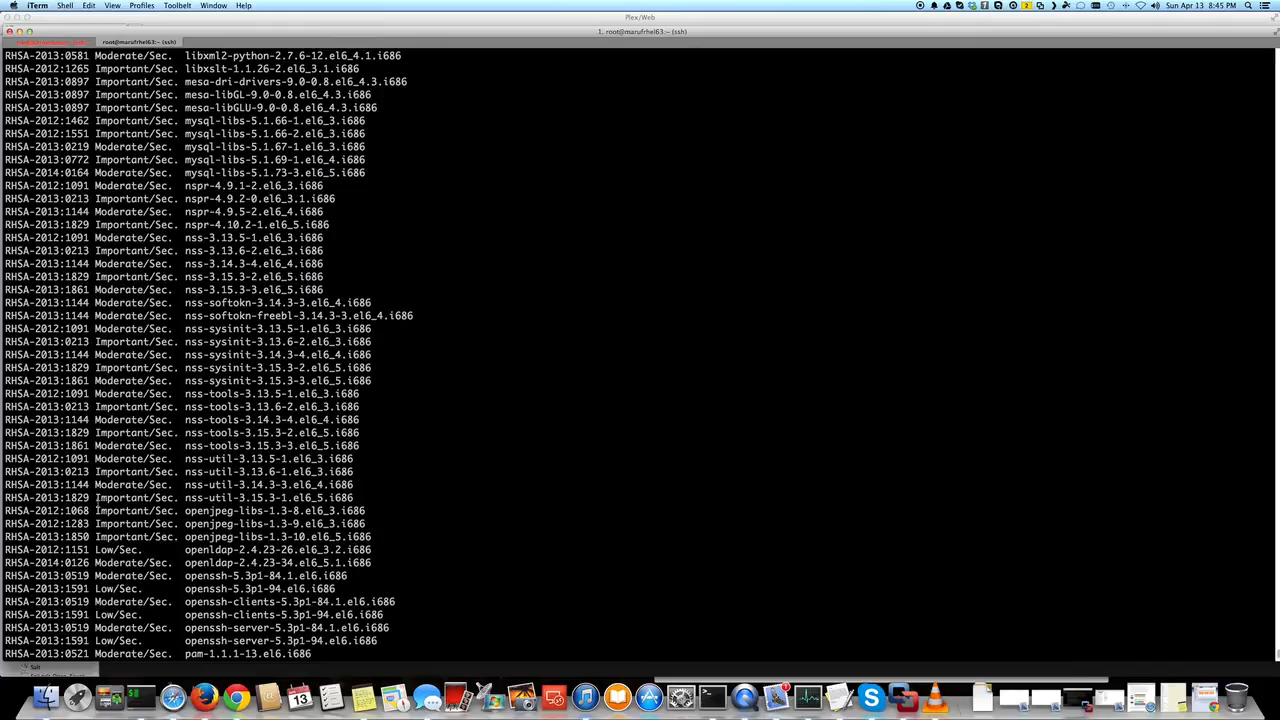 iTerm Shell Edit View Profiles Toolbelt Window Help
2
Sun Apr 13 8:45 PM
Plex/Web
1. root@marufrhel63:~ (ssh)
root@marufrhel63:~ (ssh)
RHSA-2013:0581 Moderate/Sec. libxml2-python-2.7.6-12.el6_4.1.i686
RHSA-2012:1265 Important/Sec. libxslt-1.1.26-2.el6_3.1.i686
RHSA-2013:0897 Important/Sec. mesa-dri-drivers-9.0-0.8.el6_4.3.i686
RHSA-2013:0897 Important/Sec. mesa-libGL-9.0-0.8.el6_4.3.i686
RHSA-2013:0897 Important/Sec. mesa-libGLU-9.0-0.8.el6_4.3.i686
RHSA-2012:1462 Important/Sec. mysql-libs-5.1.66-1.el6_3.i686
RHSA-2012:1551 Important/Sec. mysql-libs-5.1.66-2.el6_3.i686
RHSA-2013:0219 Moderate/Sec. mysql-libs-5.1.67-1.el6_3.i686
RHSA-2013:0772 Important/Sec. mysql-libs-5.1.69-1.el6_4.i686
RHSA-2014:0164 Moderate/Sec. mysql-libs-5.1.73-3.el6_5.i686
RHSA-2012:1091 Moderate/Sec. nspr-4.9.1-2.el6_3.i686
RHSA-2013:0213 Important/Sec. nspr-4.9.2-0.el6_3.1.i686
RHSA-2013:1144 Moderate/Sec. nspr-4.9.5-2.el6_4.i686
RHSA-2013:1829 Important/Sec. nspr-4.10.2-1.el6_5.i686
RHSA-2012:1091 Moderate/Sec. nss-3.13.5-1.el6_3.i686
RHSA-2013:0213 Important/Sec. nss-3.13.6-2.el6_3.i686
RHSA-2013:1144 Moderate/Sec. nss-3.14.3-4.el6_4.i686
RHSA-2013:1829 Important/Sec. nss-3.15.3-2.el6_5.i686
RHSA-2013:1861 Moderate/Sec. nss-3.15.3-3.el6_5.i686
RHSA-2013:1144 Moderate/Sec. nss-softokn-3.14.3-3.el6_4.i686
RHSA-2013:1144 Moderate/Sec. nss-softokn-freebl-3.14.3-3.el6_4.i686
RHSA-2012:1091 Moderate/Sec. nss-sysinit-3.13.5-1.el6_3.i686
RHSA-2013:0213 Important/Sec. nss-sysinit-3.13.6-2.el6_3.i686
RHSA-2013:1144 Moderate/Sec. nss-sysinit-3.14.3-4.el6_4.i686
RHSA-2013:1829 Important/Sec. nss-sysinit-3.15.3-2.el6_5.i686
RHSA-2013:1861 Moderate/Sec. nss-sysinit-3.15.3-3.el6_5.i686
RHSA-2012:1091 Moderate/Sec. nss-tools-3.13.5-1.el6_3.i686
RHSA-2013:0213 Important/Sec. nss-tools-3.13.6-2.el6_3.i686
RHSA-2013:1144 Moderate/Sec. nss-tools-3.14.3-4.el6_4.i686
RHSA-2013:1829 Important/Sec. nss-tools-3.15.3-2.el6_5.i686
RHSA-2013:1861 Moderate/Sec. nss-tools-3.15.3-3.el6_5.i686
RHSA-2012:1091 Moderate/Sec. nss-util-3.13.5-1.el6_3.i686
RHSA-2013:0213 Important/Sec. nss-util-3.13.6-1.el6_3.i686
RHSA-2013:1144 Moderate/Sec. nss-util-3.14.3-3.el6_4.i686
RHSA-2013:1829 Important/Sec. nss-util-3.15.3-1.el6_5.i686
RHSA-2012:1068 Important/Sec. openjpeg-libs-1.3-8.el6_3.i686
RHSA-2012:1283 Important/Sec. openjpeg-libs-1.3-9.el6_3.i686
RHSA-2013:1850 Important/Sec. openjpeg-libs-1.3-10.el6_5.i686
RHSA-2012:1151 Low/Sec. openldap-2.4.23-26.el6_3.2.i686
RHSA-2014:0126 Moderate/Sec. openldap-2.4.23-34.el6_5.1.i686
RHSA-2013:0519 Moderate/Sec. openssh-5.3p1-84.1.el6.i686
RHSA-2013:1591 Low/Sec. openssh-5.3p1-94.el6.i686
RHSA-2013:0519 Moderate/Sec. openssh-clients-5.3p1-84.1.el6.i686
RHSA-2013:1591 Low/Sec. openssh-clients-5.3p1-94.el6.i686
RHSA-2013:0519 Moderate/Sec. openssh-server-5.3p1-84.1.el6.i686
RHSA-2013:1591 Low/Sec. openssh-server-5.3p1-94.el6.i686
RHSA-2013:0521 Moderate/Sec. pam-1.1.1-13.el6.i686
Salt
13